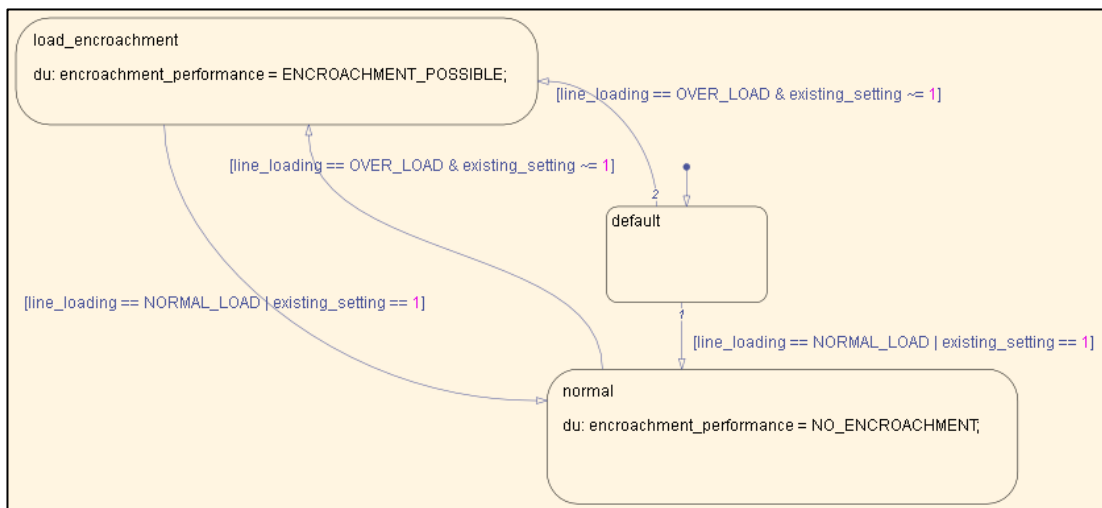 load_encroachment
du: encroachment_performance = ENCROACHMENT_POSSIBLE;
[line_loading == OVER_LOAD & existing_setting ~= 1]
[line_loading == OVER_LOAD & existing_setting ~= 1]
2
default
[line_loading == NORMAL_LOAD | existing_setting == 1]
1
[line_loading == NORMAL_LOAD | existing_setting == 1]
normal
du: encroachment_performance = NO_ENCROACHMENT;